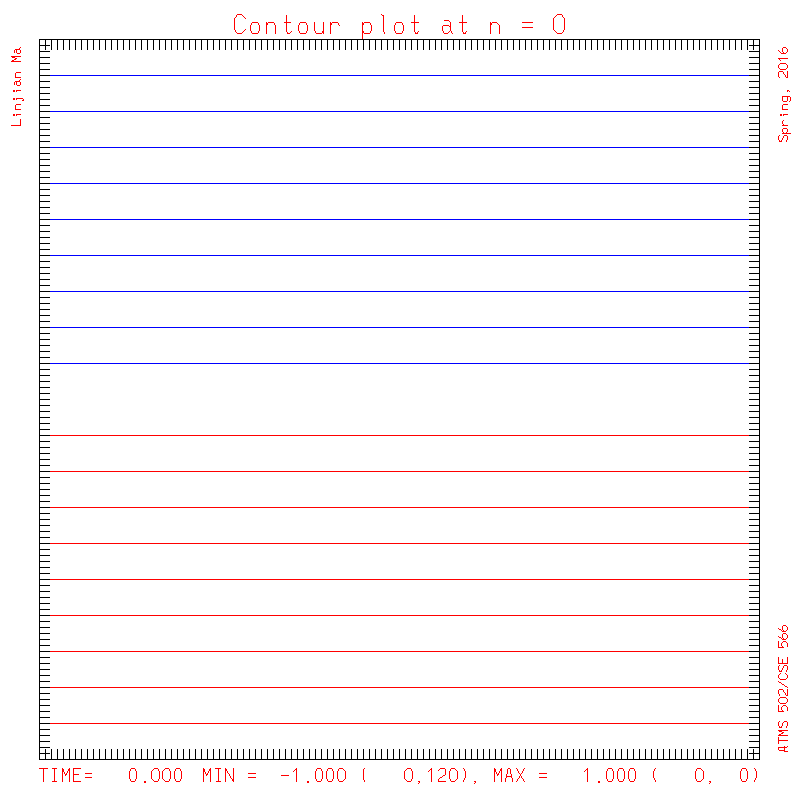 Contour plot at n = 0
Linjian Ma
Spring, 2016
ATMS 502/CSE 566
TIME= 0.000 MIN = -1.000 ( 0,120), MAX = 1.000 ( 0, 0)